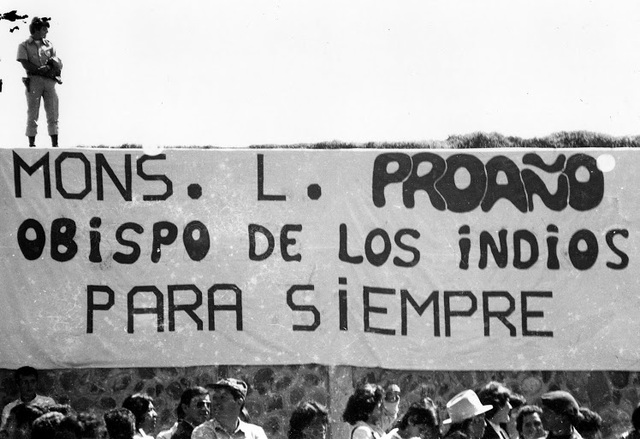 MONS. L. PROAÑO
OBiSPO DE LOS iNDiOS
PARA SiEMPRE